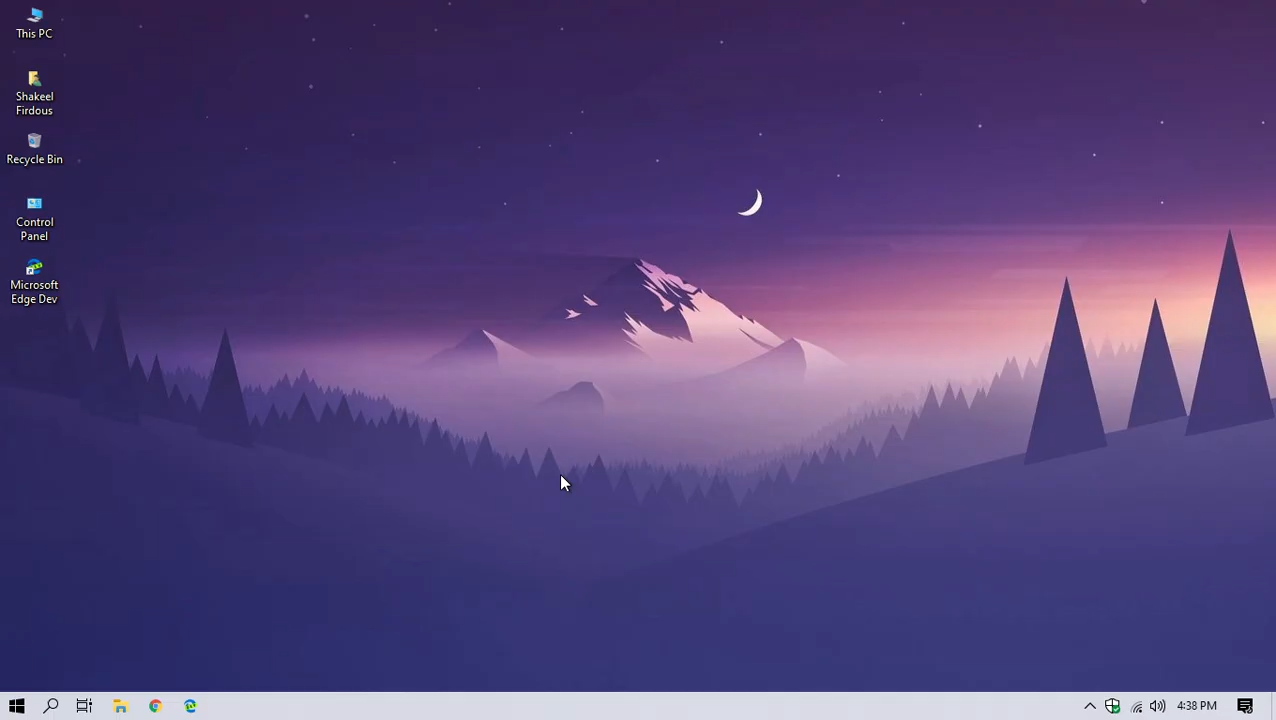 This PC
Shakeel
Firdous
Recycle Bin
Control
Panel
Microsoft
Edge Dev
4:38 PM